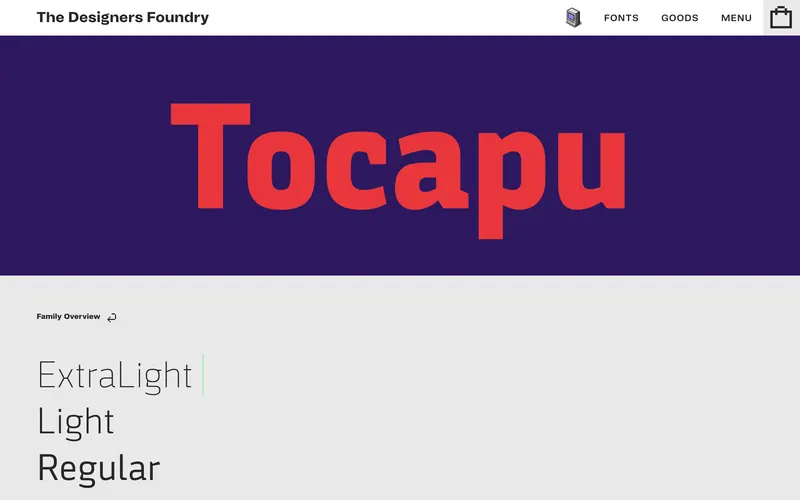 The Designers Foundry
FONTS GOODS MENU
Tocapu
Family Overview
ExtraLight
Light
Regular